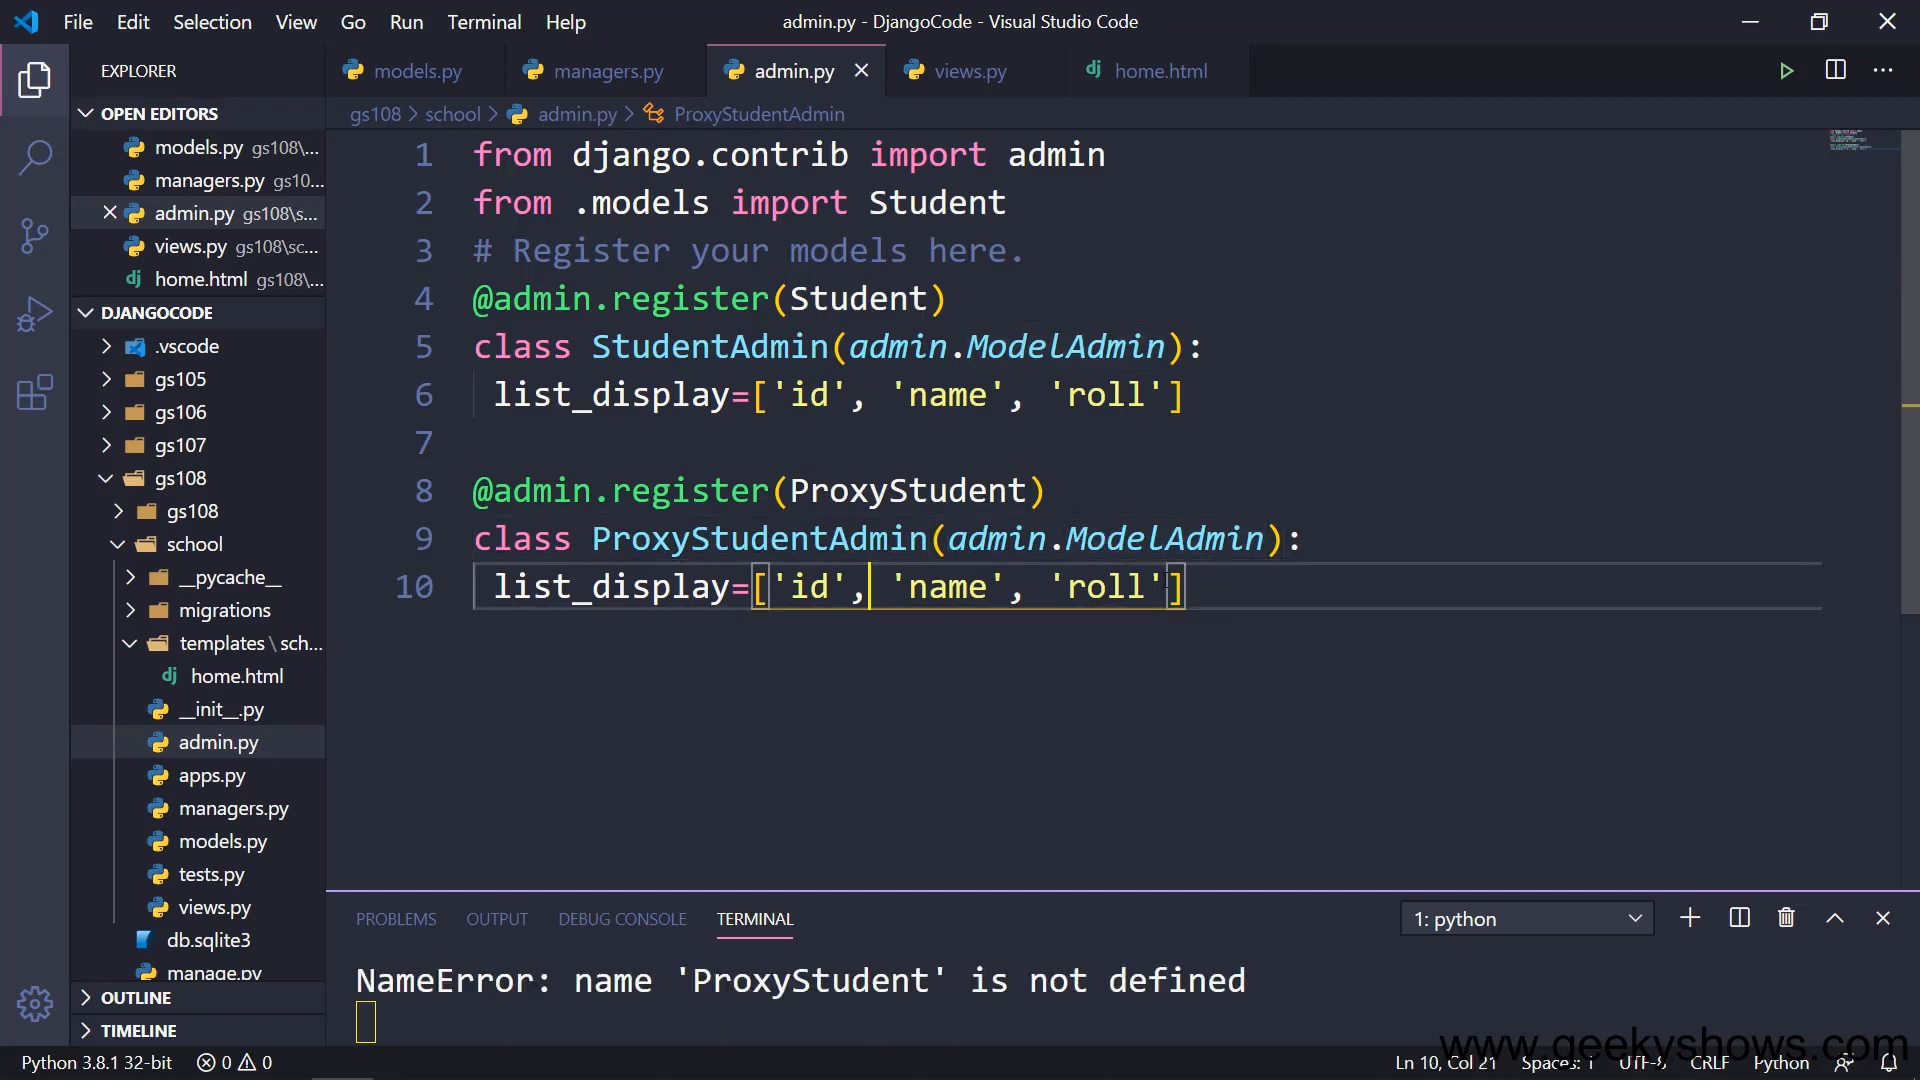 File Edit Selection View Go Run Terminal Help
admin.py - DjangoCode - Visual Studio Code
EXPLORER
OPEN EDITORS
models.py gs108\...
managers.py gs10...
admin.py gs108\s...
views.py gs108\sc...
home.html gs108\...
DJANGOCODE
.vscode
gs105
gs106
gs107
gs108
gs108
school
__pycache__
migrations
templates \ sch...
home.html
__init__.py
admin.py
apps.py
managers.py
models.py
tests.py
views.py
db.sqlite3
manage.py
OUTLINE
TIMELINE
models.py managers.py admin.py views.py home.html
gs108 > school > admin.py > ProxyStudentAdmin
1 from django.contrib import admin
2 from .models import Student
3 # Register your models here.
4 @admin.register(Student)
5 class StudentAdmin(admin.ModelAdmin):
6 list_display=['id', 'name', 'roll']
7
8 @admin.register(ProxyStudent)
9 class ProxyStudentAdmin(admin.ModelAdmin):
10 list_display=['id', 'name', 'roll']
PROBLEMS OUTPUT DEBUG CONSOLE TERMINAL 1: python
NameError: name 'ProxyStudent' is not defined
www.geekyshows.com
Python 3.8.1 32-bit 0 0 Ln 10, Col 21 Spaces: 1 UTF-8 CRLF Python